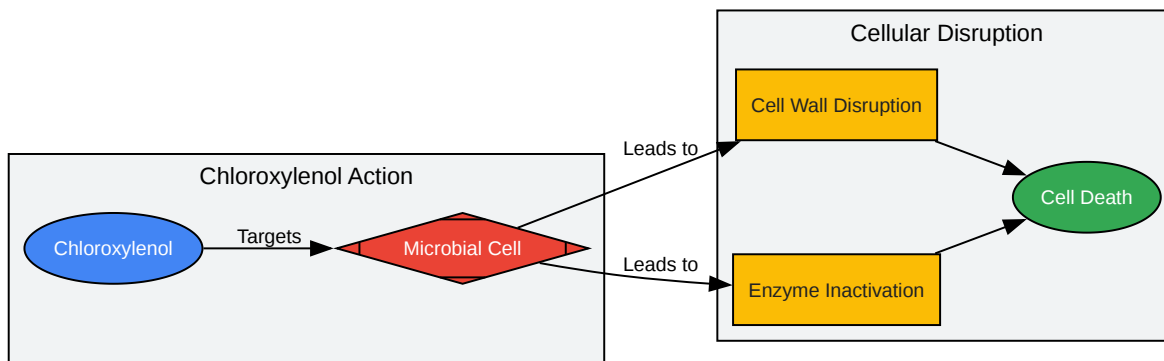 Cellular Disruption
Cell Wall Disruption
Leads to
Chloroxylenol Action
Cell Death
Chloroxylenol
Targets
Microbial Cell
Leads to
Enzyme Inactivation